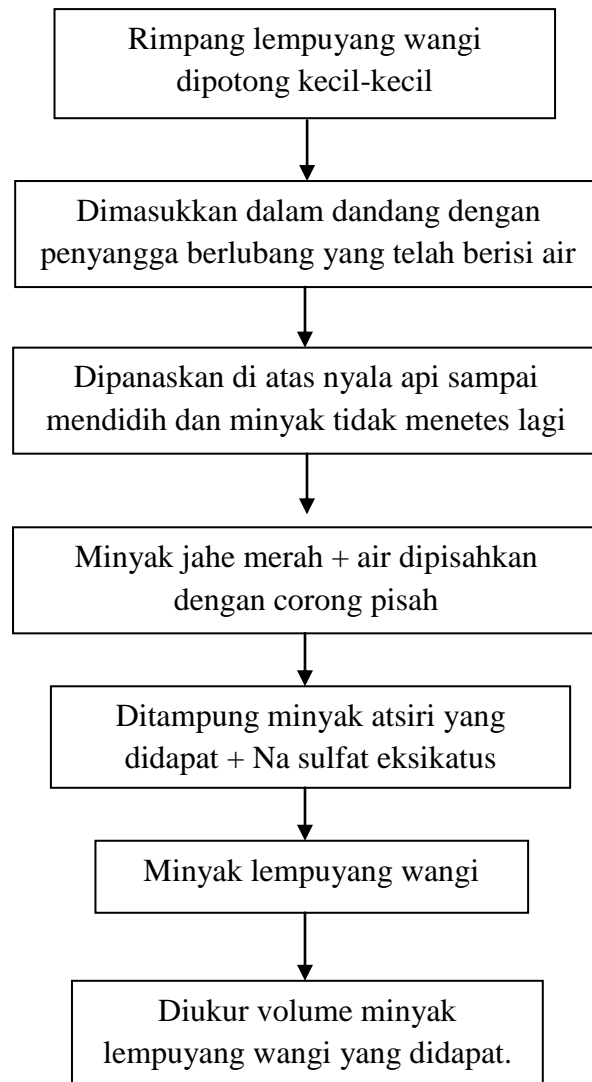 Rimpang lempuyang wangi
dipotong kecil-kecil
Dimasukkan dalam dandang dengan
penyangga berlubang yang telah berisi air
Dipanaskan di atas nyala api sampai
mendidih dan minyak tidak menetes lagi
Minyak jahe merah + air dipisahkan
dengan corong pisah
Ditampung minyak atsiri yang
didapat + Na sulfat eksikatus
Minyak lempuyang wangi
Diukur volume minyak
lempuyang wangi yang didapat.